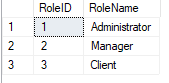 RoleID RoleName
1 1 Administrator
2 2 Manager
3 3 Client